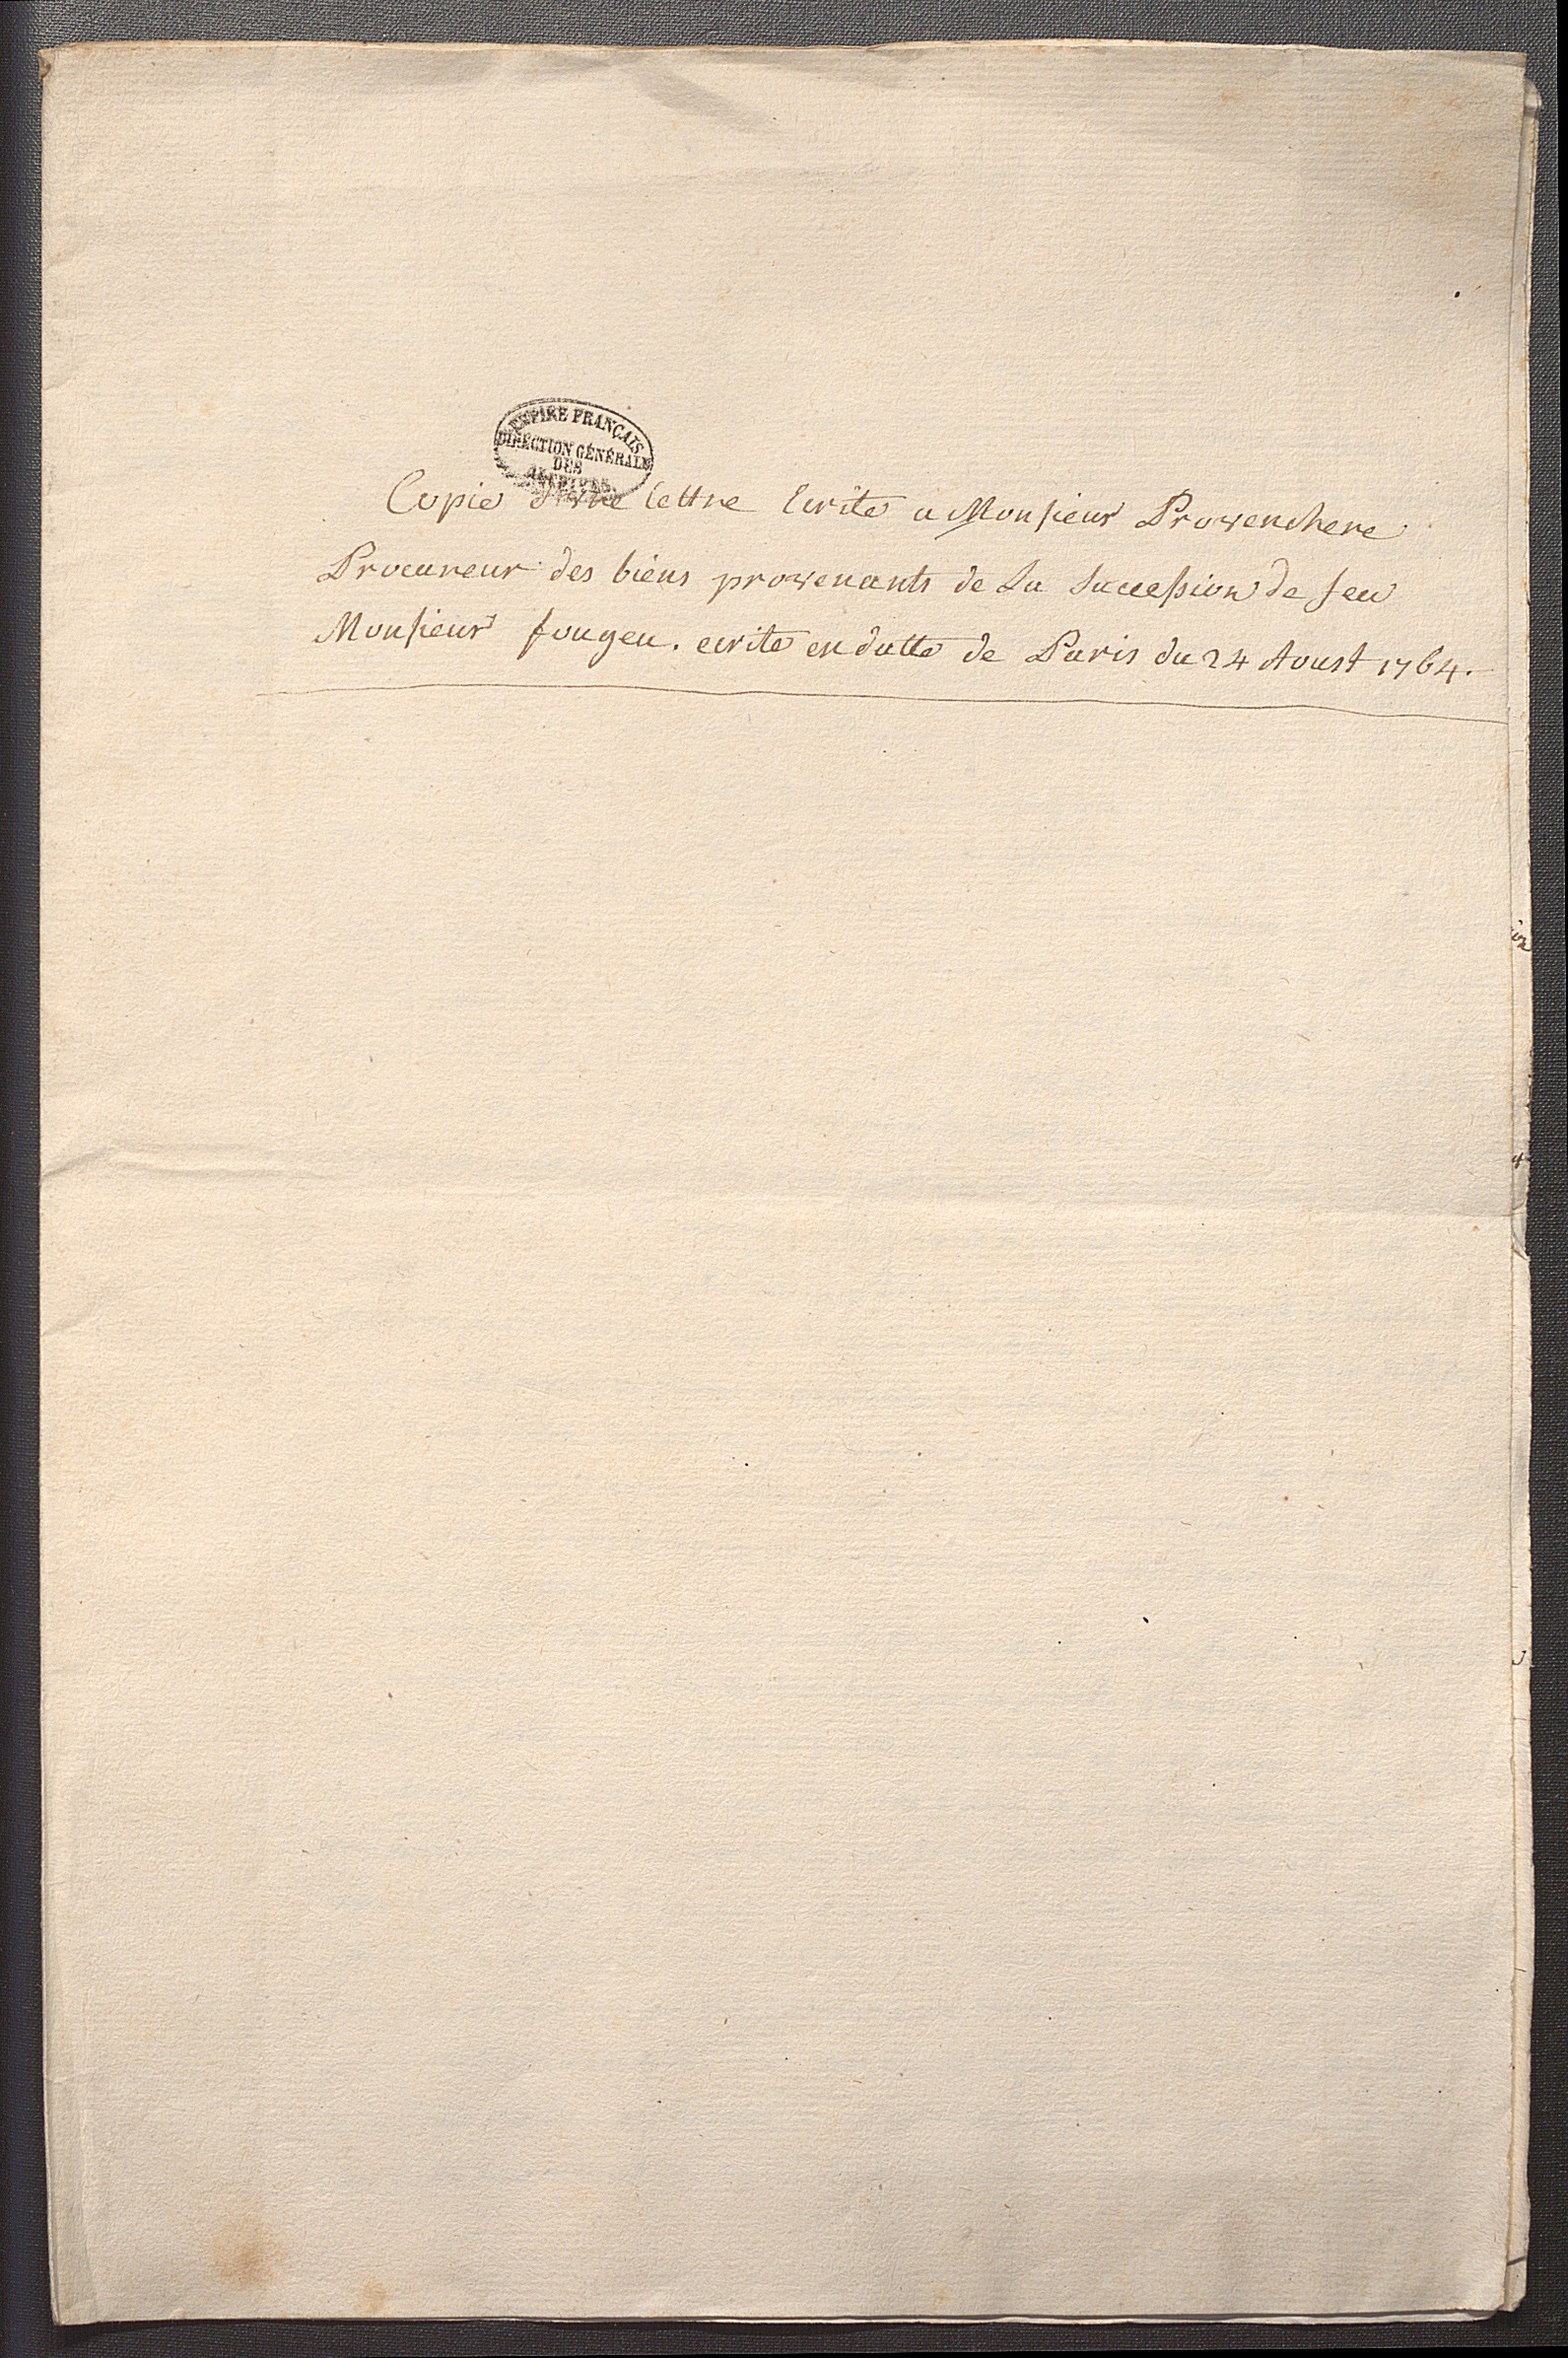 EMPIRE FRANÇAIS
DIRECTION GÉNÉRALE
DES
ARCHIVES
Copie d'une lettre Ecrite a Monsieur Provenchere
Procureur des biens provenants de La Succession de feu
Monsieur fougeu. ecrite en datte de Paris du 24 Aoust 1764.